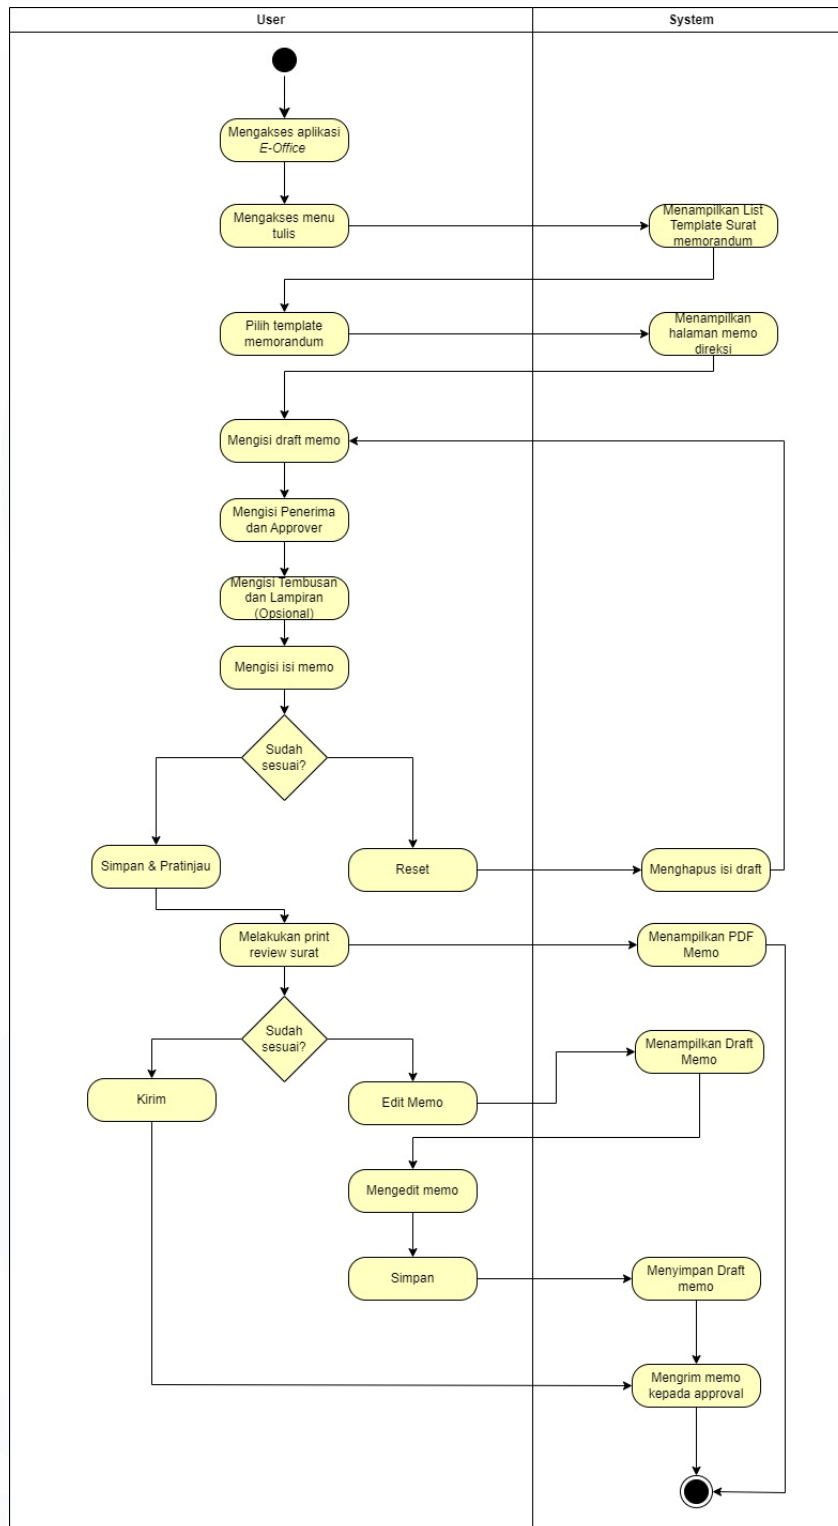 User
System
Mengakses aplikasi
E-Office
Mengakses menu
tulis
Menampilkan List
Template Surat
memorandum
Pilih template
memorandum
Menampilkan
halaman memo
direksi
Mengisi draft memo
Mengisi Penerima
dan Approver
Mengisi Tembusan
dan Lampiran
(Opsional)
Mengisi isi memo
Sudah
sesuai?
Simpan & Pratinjau
Reset
Menghapus isi draft
Melakukan print
review surat
Menampilkan PDF
Memo
Sudah
sesuai?
Menampilkan Draft
Memo
Kirim
Edit Memo
Mengedit memo
Simpan
Menyimpan Draft
memo
Mengrim memo
kepada approval